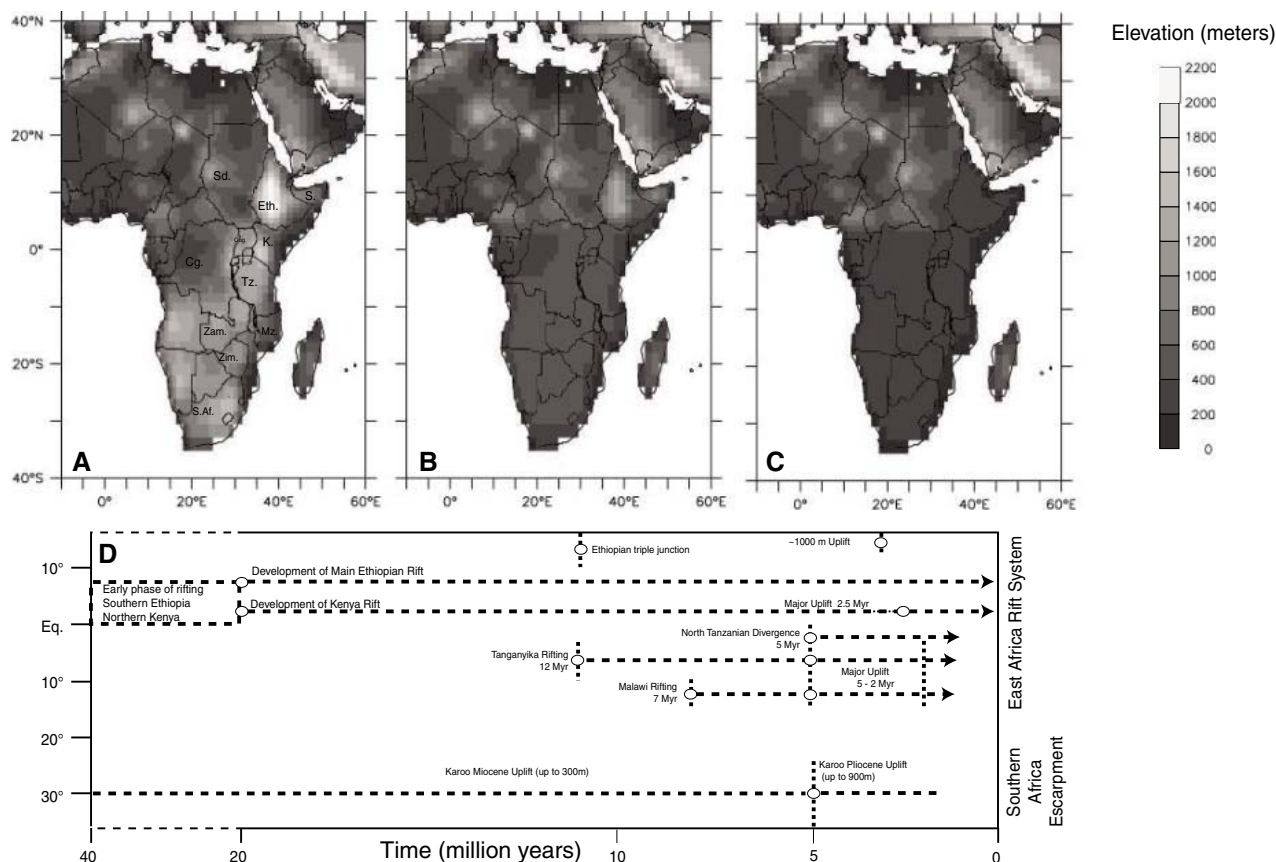 40°N
20°N
0°
20°S
40°S
Sd.
Eth.
S.
K.
Cg.
Tz.
Zam.
Mz.
Zim.
S.Af.
A
0° 20°E 40°E 60°E
B
0° 20°E 40°E 60°E
C
0° 20°E 40°E 60°E
Elevation (meters)
2200
2000
1800
1600
1400
1200
1000
800
600
400
200
0
D
10°
Eq.
10°
20°
30°
Ethiopian triple junction
~1000 m Uplift
Development of Main Ethiopian Rift
Early phase of rifting
Southern Ethiopia
Northern Kenya
Development of Kenya Rift
Major Uplift 2.5 Myr
North Tanzanian Divergence
5 Myr
Tanganyika Rifting
12 Myr
Major Uplift
5 - 2 Myr
Malawi Rifting
7 Myr
Karoo Miocene Uplift (up to 300m)
Karoo Pliocene Uplift
(up to 900m)
East Africa Rift System
Southern
Africa
Escarpment
40 20 10 5 0
Time (million years)